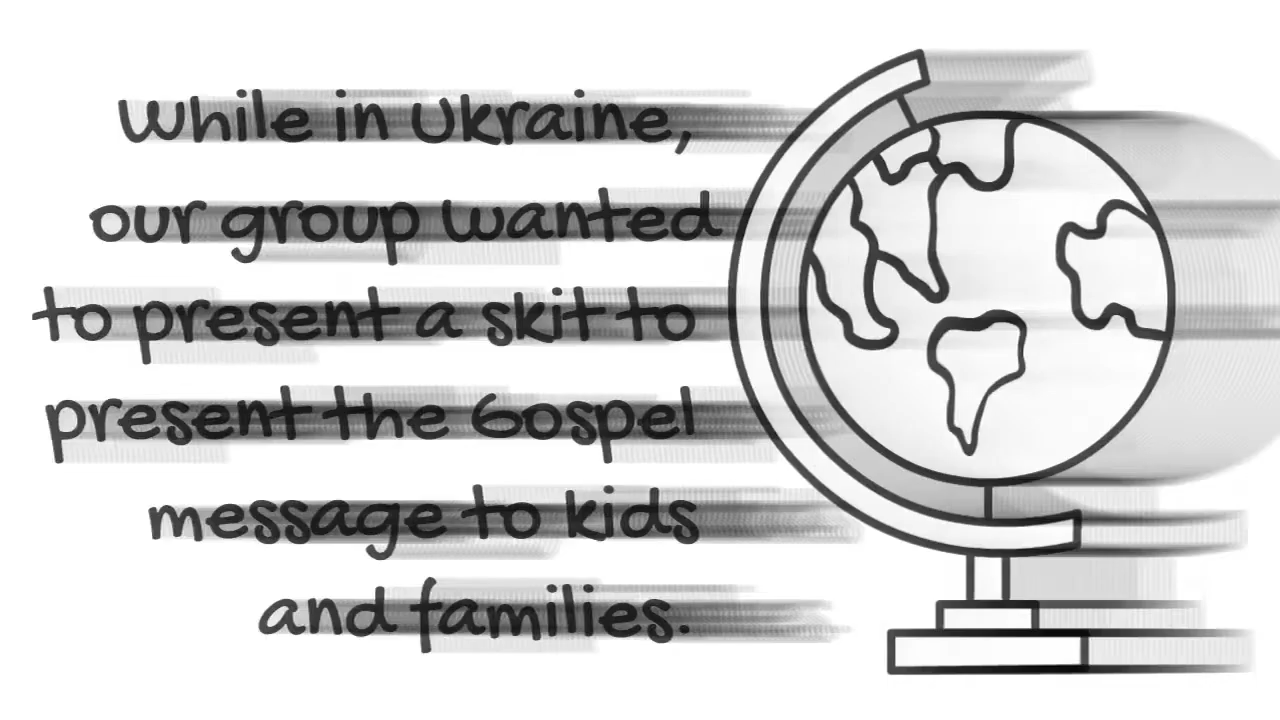 While in Ukraine,
our group wanted
to present a skit to
present the Gospel
message to kids
and families.